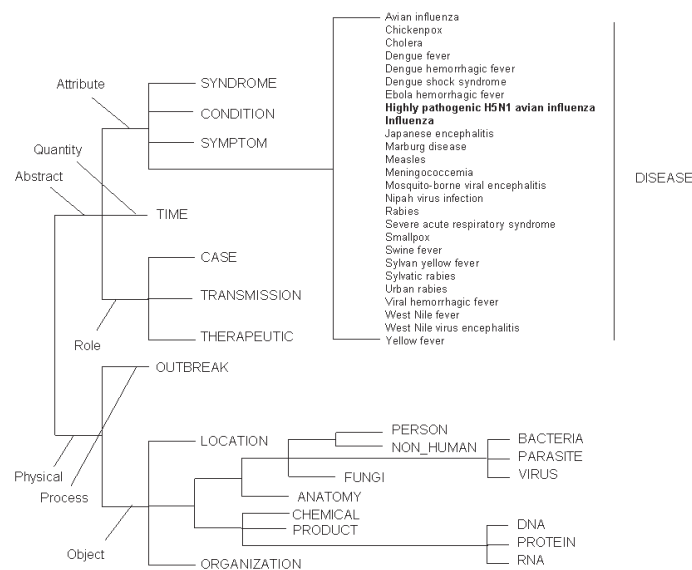 Avian influenza
Chickenpox
Cholera
Dengue fever
Dengue hemorrhagic fever
Dengue shock syndrome
Ebola hemorrhagic fever
Highly pathogenic H5N1 avian influenza
Influenza
Japanese encephalitis
Marburg disease
Measles
Meningococcemia
Mosquito-borne viral encephalitis
Nipah virus infection
Rabies
Severe acute respiratory syndrome
Smallpox
Swine fever
Sylvan yellow fever
Sylvatic rabies
Urban rabies
Viral hemorrhagic fever
West Nile fever
West Nile virus encephalitis
Yellow fever
DISEASE
Attribute
SYNDROME
CONDITION
SYMPTOM
Quantity
Abstract
TIME
CASE
TRANSMISSION
THERAPEUTIC
Role
OUTBREAK
LOCATION
PERSON
NON_HUMAN
BACTERIA
PARASITE
VIRUS
FUNGI
Physical
Process
ANATOMY
CHEMICAL
PRODUCT
DNA
PROTEIN
RNA
Object
ORGANIZATION